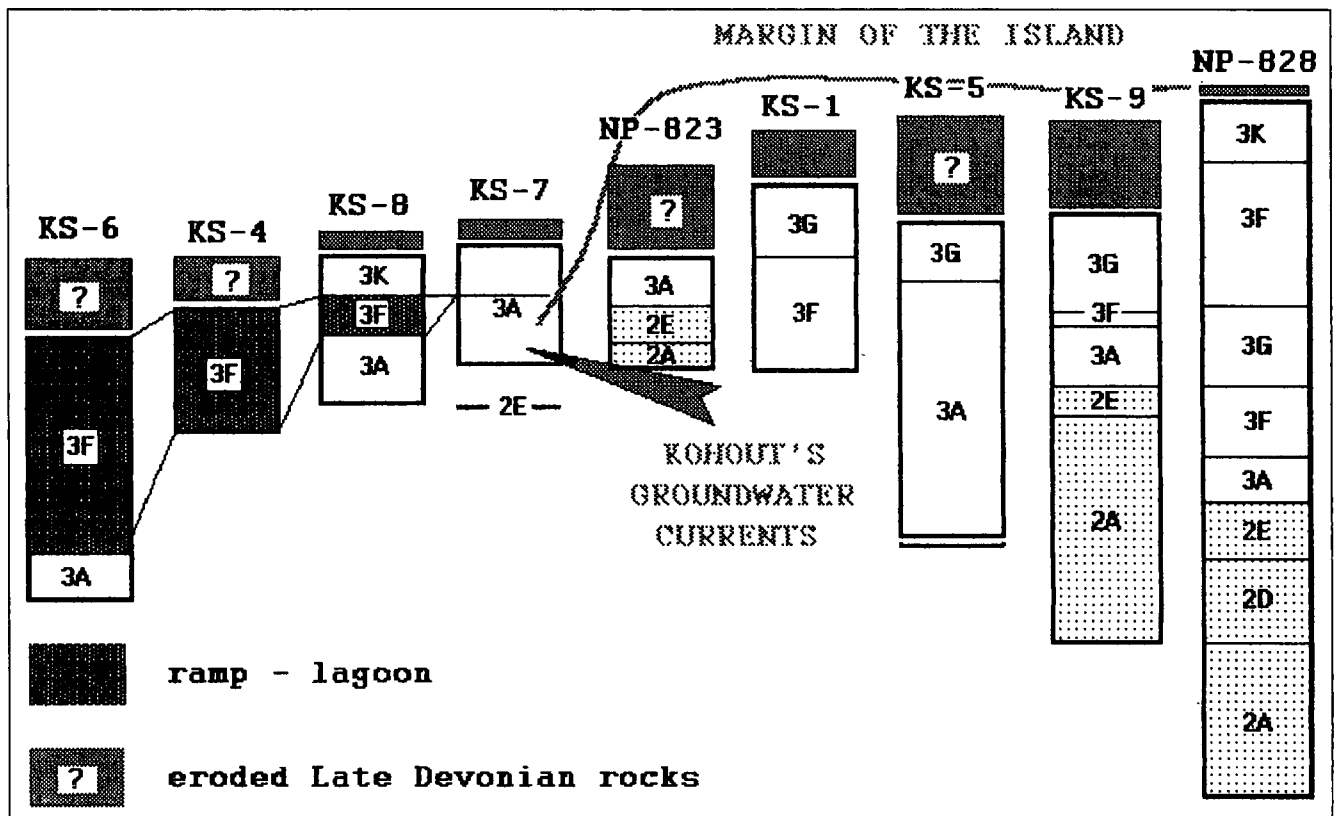 MARGIN OF THE ISLAND
NP-828
KS=5
KS-9
KS-1
NP-823
KS-7
KS-8
KS-4
KS-6
?
?
3K
3F
3A
3F
3F
3A
3A
2E
?
3A
2E
2A
3G
3F
?
3G
3A
3G
3F
3A
2E
2A
3K
3F
3G
3F
3A
2E
2D
2A
KOHOUT'S
GROUNDWATER
CURRENTS
ramp - lagoon
? eroded Late Devonian rocks